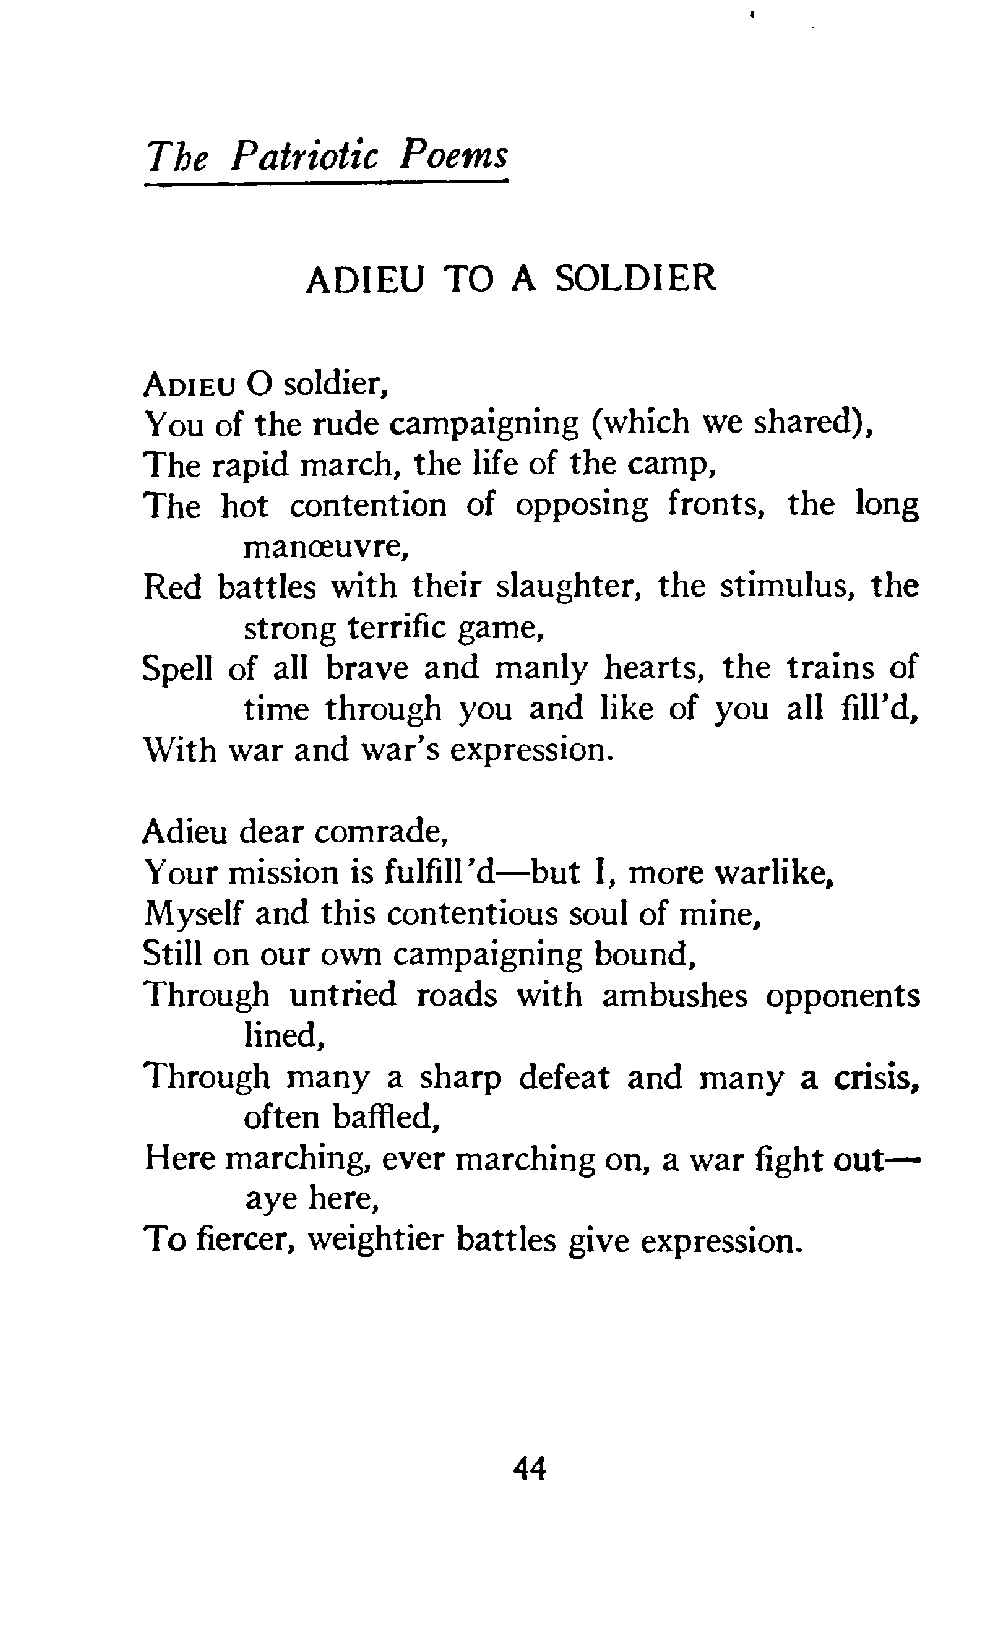 The Patriotic Poems
ADIEU TO A SOLDIER
ADIEU O soldier,
You of the rude campaigning (which we shared),
The rapid march, the life of the camp,
The hot contention of opposing fronts, the long
manœuvre,
Red battles with their slaughter, the stimulus, the
strong terrific game,
Spell of all brave and manly hearts, the trains of
time through you and like of you all fill'd,
With war and war's expression.
Adieu dear comrade,
Your mission is fulfill'd—but I, more warlike,
Myself and this contentious soul of mine,
Still on our own campaigning bound,
Through untried roads with ambushes opponents
lined,
Through many a sharp defeat and many a crisis,
often baffled,
Here marching, ever marching on, a war fight out—
aye here,
To fiercer, weightier battles give expression.
44